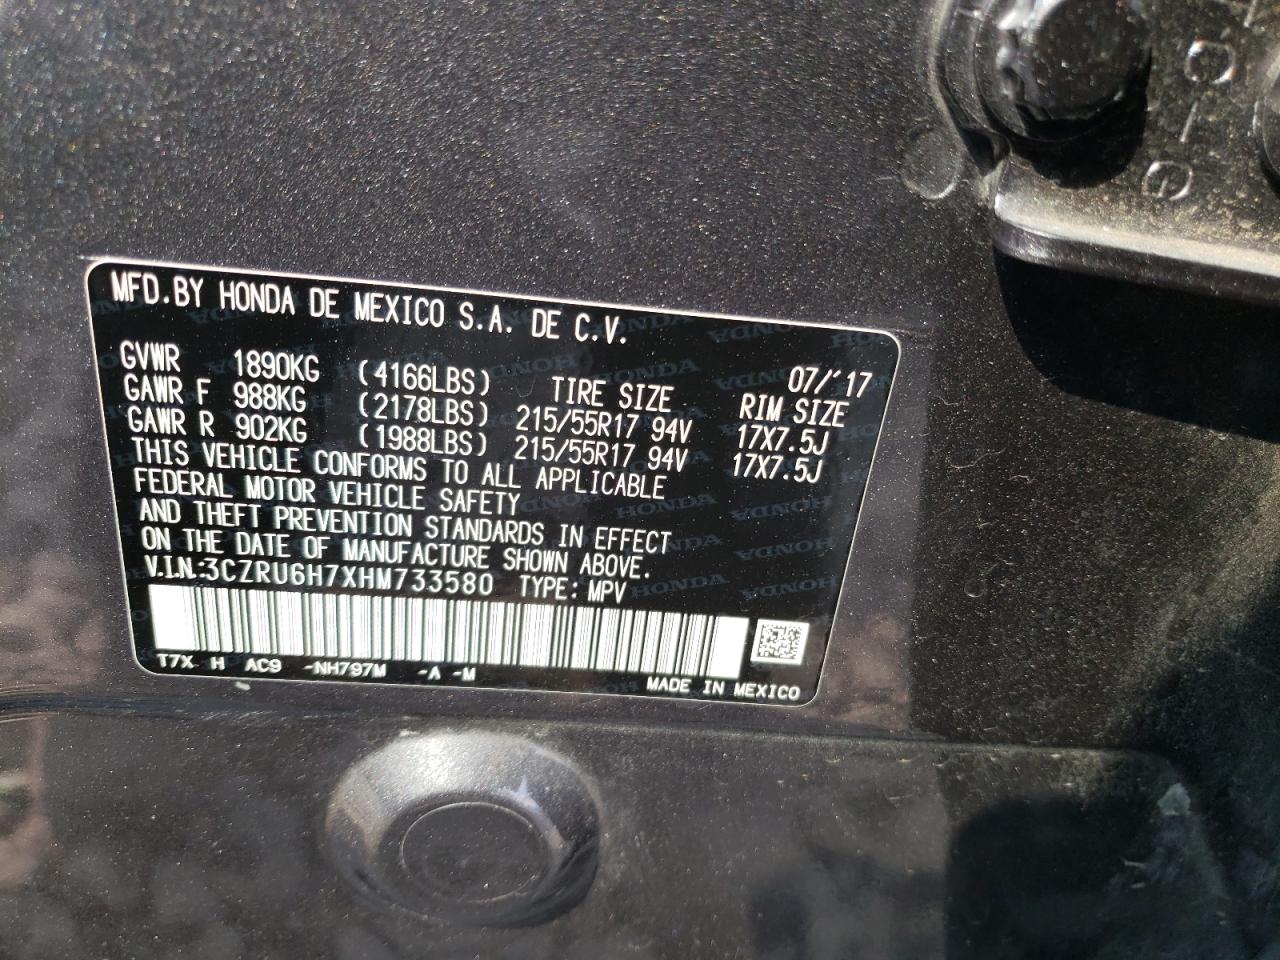 MFD.BY HONDA DE MEXICO S.A. DE C.V.
07/'17
GVWR 1890KG (4166LBS) TIRE SIZE RIM SIZE
GAWR F 988KG (2178LBS) 215/55R17 94V 17X7.5J
GAWR R 902KG (1988LBS) 215/55R17 94V 17X7.5J
THIS VEHICLE CONFORMS TO ALL APPLICABLE
FEDERAL MOTOR VEHICLE SAFETY
AND THEFT PREVENTION STANDARDS IN EFFECT
ON THE DATE OF MANUFACTURE SHOWN ABOVE.
V.I.N.:3CZRU6H7XHM733580 TYPE: MPV
T7X H AC9 -NH797M -A -M
MADE IN MEXICO